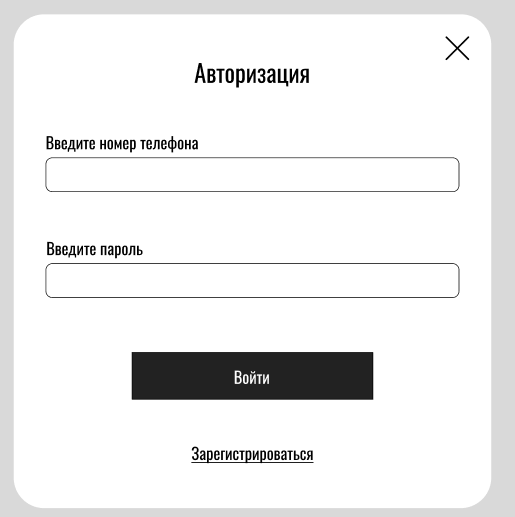 Авторизация
Введите номер телефона
Введите пароль
Войти
Зарегистрироваться